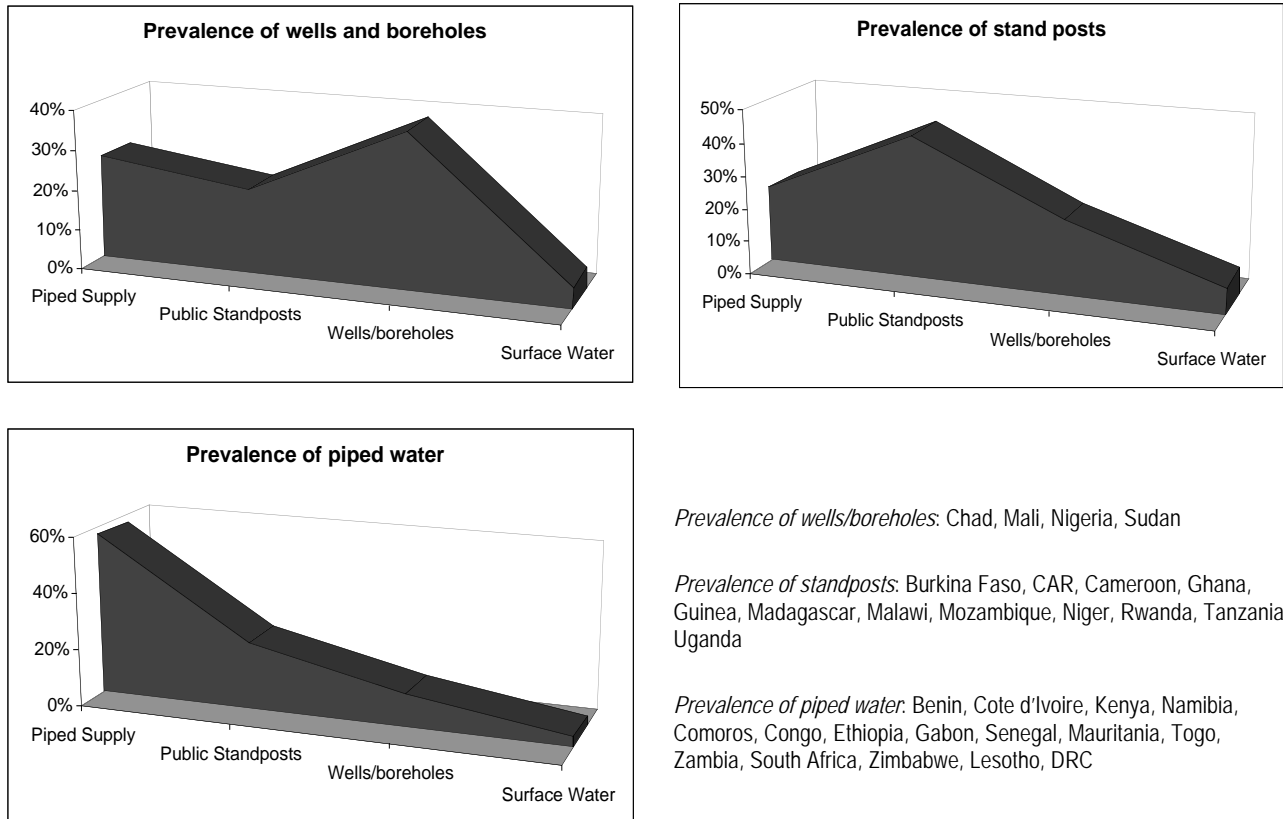 Prevalence of wells and boreholes
40%
30%
20%
10%
0%
Piped Supply
Public Standposts
Wells/boreholes
Surface Water
Prevalence of stand posts
50%
40%
30%
20%
10%
0%
Piped Supply
Public Standposts
Wells/boreholes
Surface Water
Prevalence of piped water
60%
40%
20%
0%
Piped Supply
Public Standposts
Wells/boreholes
Surface Water
Prevalence of wells/boreholes: Chad, Mali, Nigeria, Sudan
Prevalence of standposts: Burkina Faso, CAR, Cameroon, Ghana,
Guinea, Madagascar, Malawi, Mozambique, Niger, Rwanda, Tanzania
Uganda
Prevalence of piped water: Benin, Cote d'Ivoire, Kenya, Namibia,
Comoros, Congo, Ethiopia, Gabon, Senegal, Mauritania, Togo,
Zambia, South Africa, Zimbabwe, Lesotho, DRC